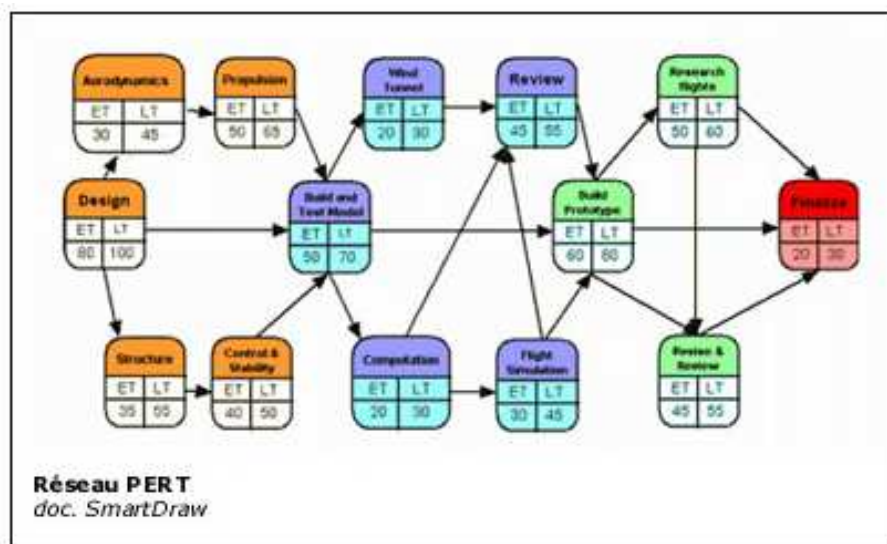 Aerodynamics
ET LT
30 45
Propulsion
ET LT
50 65
Wind
Tunnel
ET LT
20 30
Review
ET LT
45 55
Research
flights
ET LT
50 60
Design
ET LT
80 100
Build and
Test Model
ET LT
50 70
Build
Prototype
ET LT
60 80
Finalize
ET LT
20 30
Structure
ET LT
35 55
Control &
Stability
ET LT
40 50
Computation
ET LT
20 30
Flight
Simulation
ET LT
30 45
Review
ET LT
45 55
Réseau PERT
doc. SmartDraw